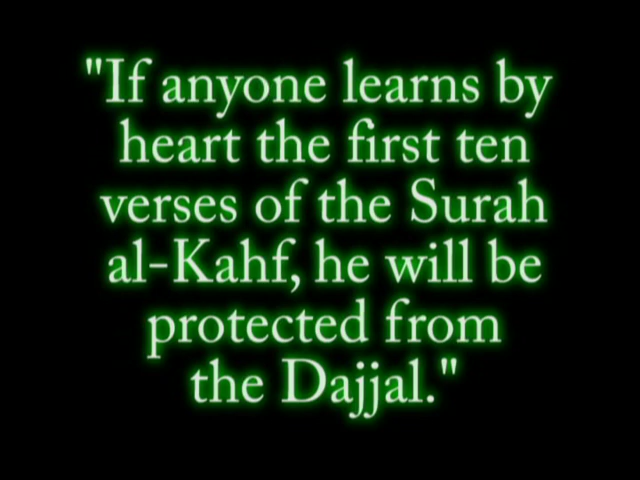 "If anyone learns by
heart the first ten
verses of the Surah
al-Kahf, he will be
protected from
the Dajjal."